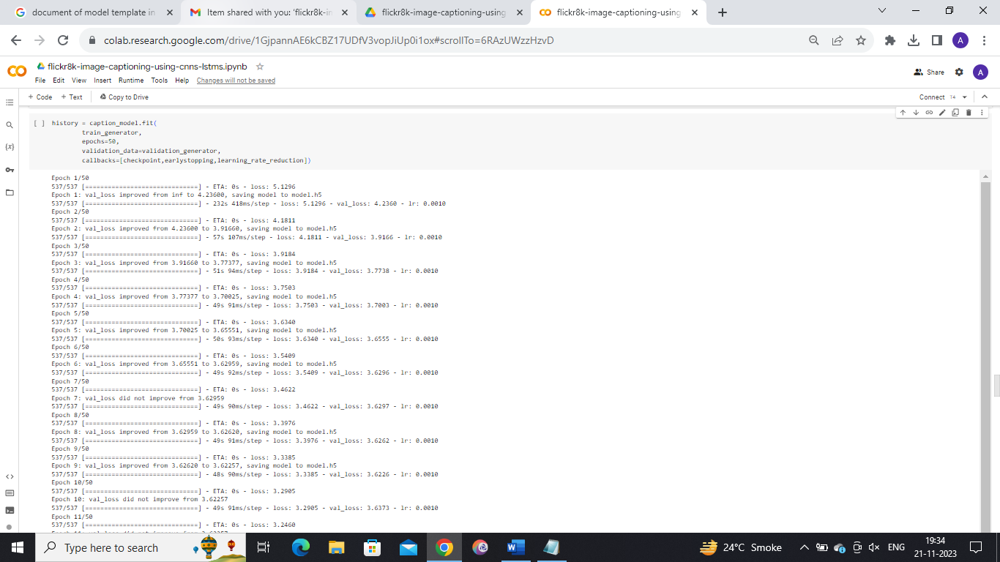 document of model template in
Item shared with you: 'flickr8k-in
flickr8k-image-captioning-using
flickr8k-image-captioning-using
colab.research.google.com/drive/1GjpannAE6kCBZ17UDfV3vopJiUp0i1ox#scrollTo=6RAzUWzzHzvD
A
flickr8k-image-captioning-using-cnns-lstms.ipynb
File Edit View Insert Runtime Tools Help Changes will not be saved
Share
A
+ Code + Text Copy to Drive
Connect T4
[ ] history = caption_model.fit(
train_generator,
epochs=50,
validation_data=validation_generator,
callbacks=[checkpoint,earlystopping,learning_rate_reduction])
Epoch 1/50
537/537 [==============================] - ETA: 0s - loss: 5.1296
Epoch 1: val_loss improved from inf to 4.23600, saving model to model.h5
537/537 [==============================] - 232s 418ms/step - loss: 5.1296 - val_loss: 4.2360 - lr: 0.0010
Epoch 2/50
537/537 [==============================] - ETA: 0s - loss: 4.1811
Epoch 2: val_loss improved from 4.23600 to 3.91660, saving model to model.h5
537/537 [==============================] - 57s 107ms/step - loss: 4.1811 - val_loss: 3.9166 - lr: 0.0010
Epoch 3/50
537/537 [==============================] - ETA: 0s - loss: 3.9184
Epoch 3: val_loss improved from 3.91660 to 3.77377, saving model to model.h5
537/537 [==============================] - 51s 94ms/step - loss: 3.9184 - val_loss: 3.7738 - lr: 0.0010
Epoch 4/50
537/537 [==============================] - ETA: 0s - loss: 3.7503
Epoch 4: val_loss improved from 3.77377 to 3.70025, saving model to model.h5
537/537 [==============================] - 49s 91ms/step - loss: 3.7503 - val_loss: 3.7003 - lr: 0.0010
Epoch 5/50
537/537 [==============================] - ETA: 0s - loss: 3.6340
Epoch 5: val_loss improved from 3.70025 to 3.65551, saving model to model.h5
537/537 [==============================] - 50s 93ms/step - loss: 3.6340 - val_loss: 3.6555 - lr: 0.0010
Epoch 6/50
537/537 [==============================] - ETA: 0s - loss: 3.5409
Epoch 6: val_loss improved from 3.65551 to 3.62959, saving model to model.h5
537/537 [==============================] - 49s 92ms/step - loss: 3.5409 - val_loss: 3.6296 - lr: 0.0010
Epoch 7/50
537/537 [==============================] - ETA: 0s - loss: 3.4622
Epoch 7: val_loss did not improve from 3.62959
537/537 [==============================] - 49s 90ms/step - loss: 3.4622 - val_loss: 3.6297 - lr: 0.0010
Epoch 8/50
537/537 [==============================] - ETA: 0s - loss: 3.3976
Epoch 8: val_loss improved from 3.62959 to 3.62620, saving model to model.h5
537/537 [==============================] - 49s 91ms/step - loss: 3.3976 - val_loss: 3.6262 - lr: 0.0010
Epoch 9/50
537/537 [==============================] - ETA: 0s - loss: 3.3385
Epoch 9: val_loss improved from 3.62620 to 3.62257, saving model to model.h5
537/537 [==============================] - 48s 90ms/step - loss: 3.3385 - val_loss: 3.6226 - lr: 0.0010
Epoch 10/50
537/537 [==============================] - ETA: 0s - loss: 3.2905
Epoch 10: val_loss did not improve from 3.62257
537/537 [==============================] - 49s 91ms/step - loss: 3.2905 - val_loss: 3.6373 - lr: 0.0010
Epoch 11/50
537/537 [==============================] - ETA: 0s - loss: 3.2460
Type here to search
24°C Smoke
ENG
19:34
21-11-2023